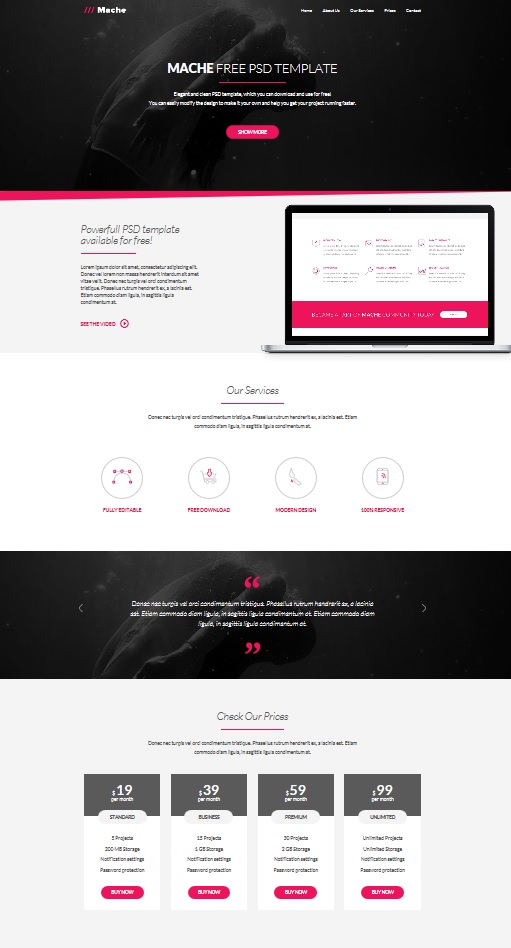 /// Mache
Home About Us Our Services Prices Contact
MACHE FREE PSD TEMPLATE
Elegant and clean PSD template, which you can download and use for free!
You can easily modify the design to make it your own and help you get your project running faster.
SHOW MORE
Powerfull PSD template
available for free!
Lorem ipsum dolor sit amet, consectetur adipiscing elit.
Donec vel lorem non massa hendrerit interdum sit amet
vitae velit. Donec nec turpis vel orci condimentum
tristique. Phasellus rutrum hendrerit ex, a lacinia est.
Etiam commodo diam ligula, in sagittis ligula
condimentum at.
SEE THE VIDEO
BECAME A PART OF MACHE COMMUNITY TODAY
Our Services
Donec nec turpis vel orci condimentum tristique. Phasellus rutrum hendrerit ex, a lacinia est. Etiam
commodo diam ligula, in sagittis ligula condimentum at.
FULLY EDITABLE
FREE DOWNLOAD
MODERN DESIGN
100% RESPONSIVE
“
Donec nec turpis vel orci condimentum tristique. Phasellus rutrum hendrerit ex, a lacinia
est. Etiam commodo diam ligula, in sagittis ligula condimentum at. Etiam commodo diam
ligula, in sagittis ligula condimentum at.
”
Check Our Prices
Donec nec turpis vel orci condimentum tristique. Phasellus rutrum hendrerit ex, a lacinia est. Etiam
commodo diam ligula, in sagittis ligula condimentum at.
$19
per month
STANDARD
5 Projects
200 MB Storage
Notification settings
Password protection
BUY NOW
$39
per month
BUSINESS
15 Projects
1 GB Storage
Notification settings
Password protection
BUY NOW
$59
per month
PREMIUM
30 Projects
2 GB Storage
Notification settings
Password protection
BUY NOW
$99
per month
UNLIMITED
Unlimited Projects
Unlimited Storage
Notification settings
Password protection
BUY NOW